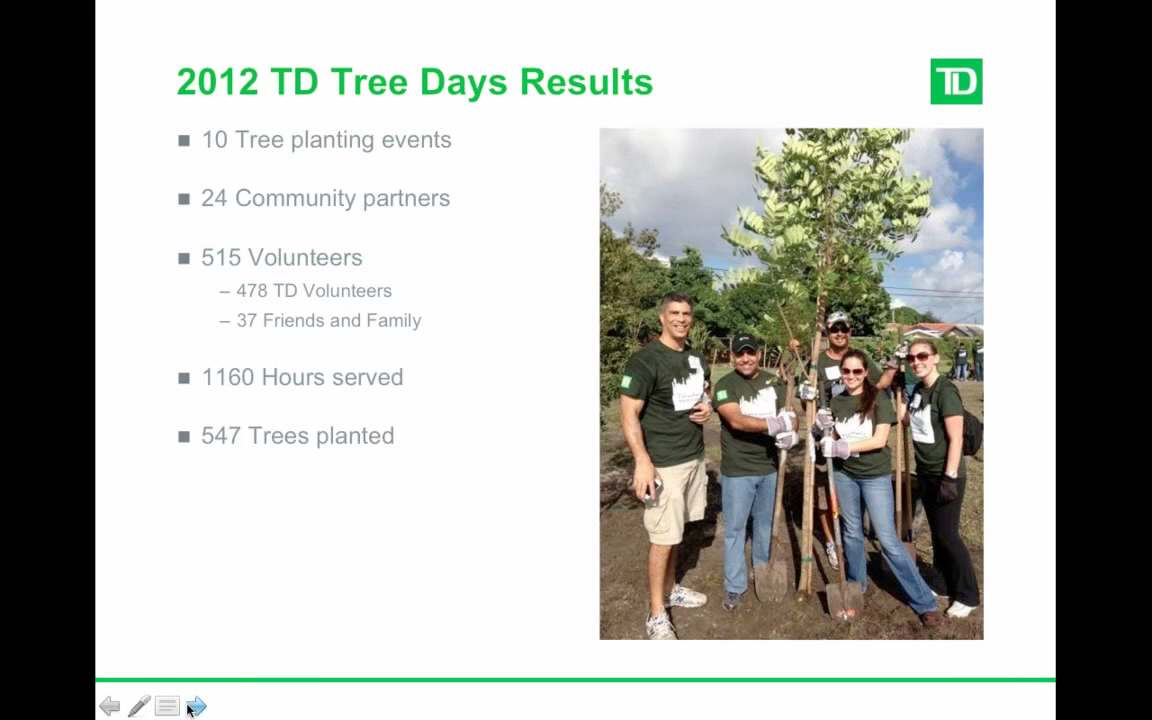 2012 TD Tree Days Results
TD
■ 10 Tree planting events
■ 24 Community partners
■ 515 Volunteers
– 478 TD Volunteers
– 37 Friends and Family
■ 1160 Hours served
■ 547 Trees planted